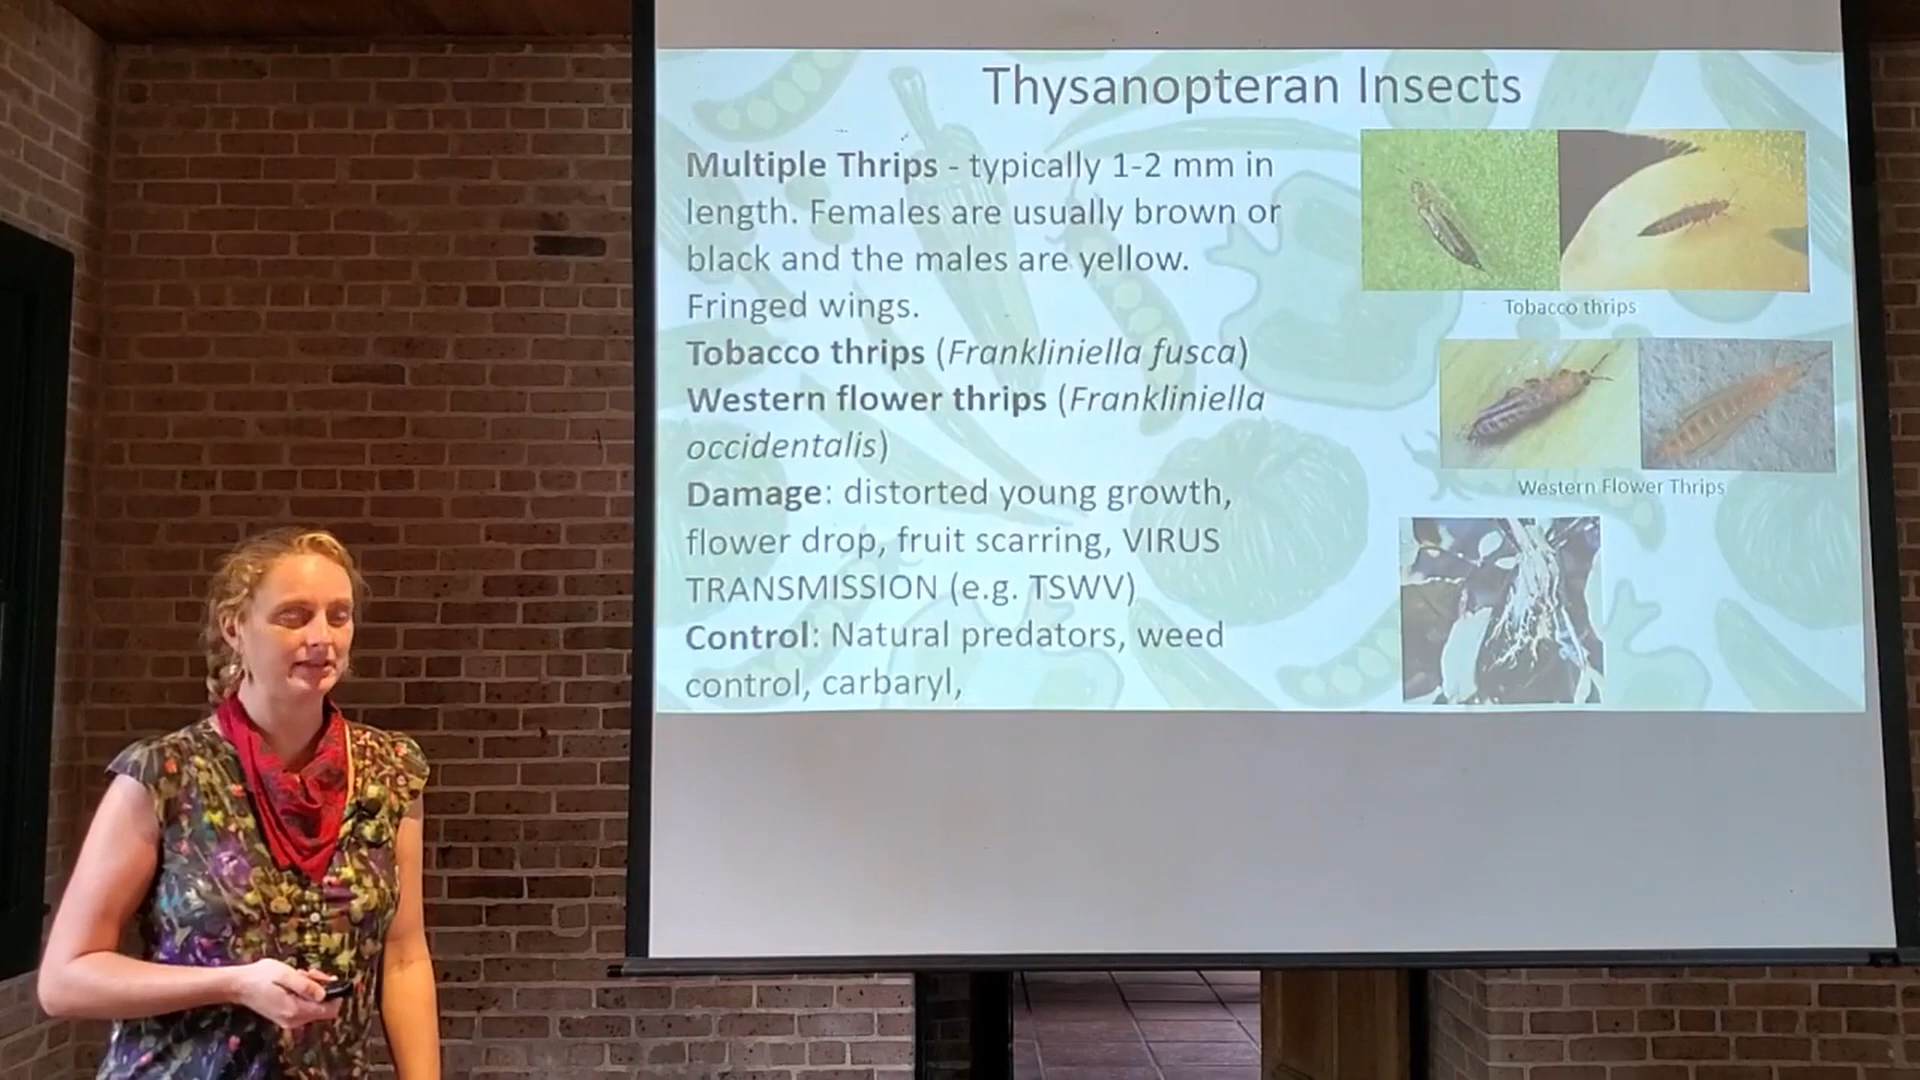 Thysanopteran Insects
Multiple Thrips - typically 1-2 mm in
length. Females are usually brown or
black and the males are yellow.
Fringed wings.
Tobacco thrips (Frankliniella fusca)
Western flower thrips (Frankliniella
occidentalis)
Damage: distorted young growth,
flower drop, fruit scarring, VIRUS
TRANSMISSION (e.g. TSWV)
Control: Natural predators, weed
control, carbaryl,
Tobacco thrips
Western Flower Thrips